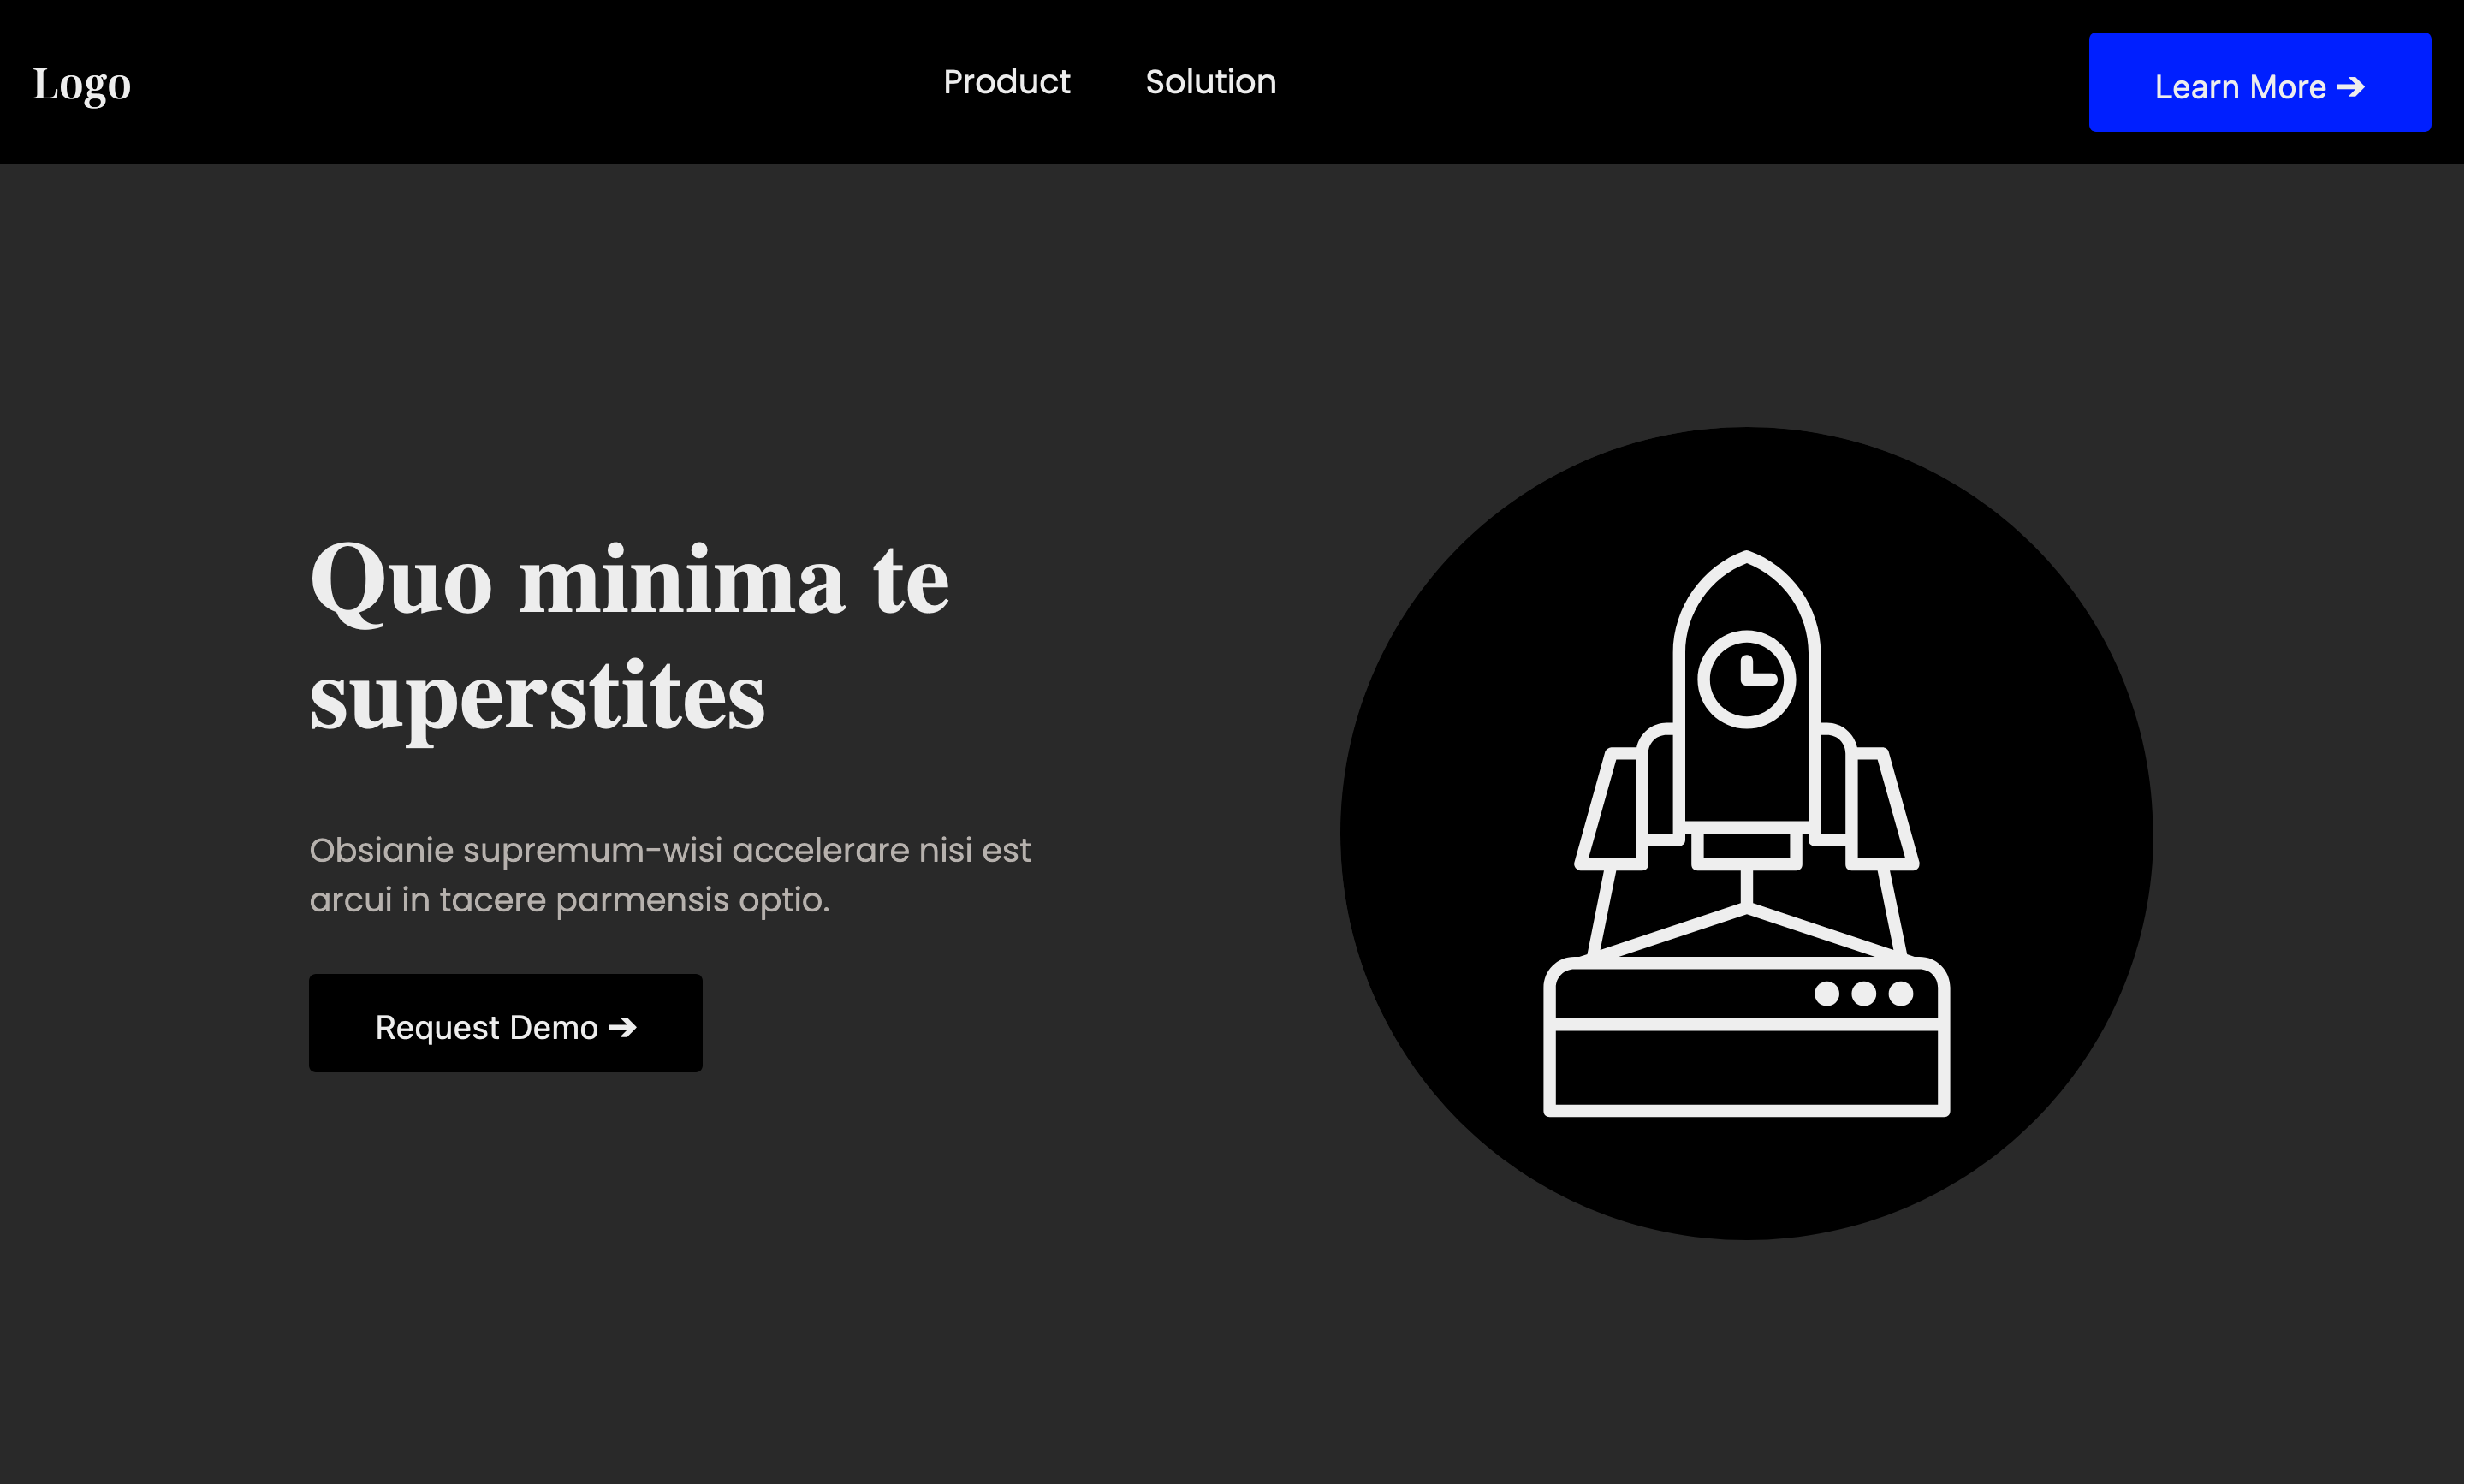 Logo
Product
Solution
Learn More →
Quo minima te
superstites
Obsianie supremum-wisi accelerare nisi est
arcui in tacere parmensis optio.
Request Demo →